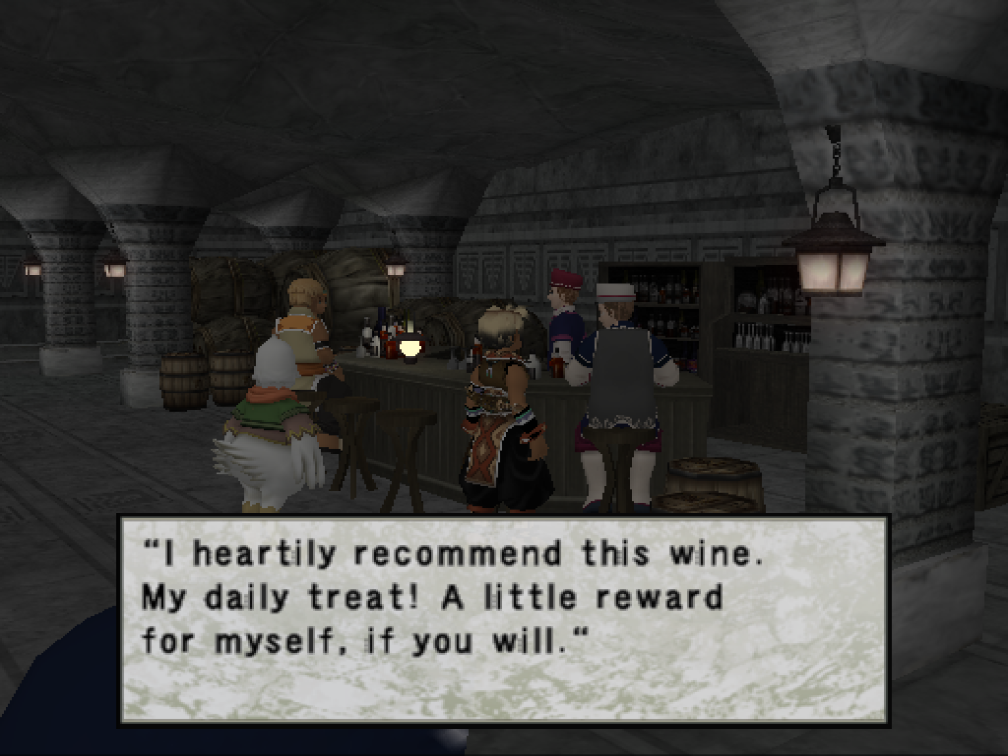 “I heartily recommend this wine.
My daily treat! A little reward
for myself, if you will.“